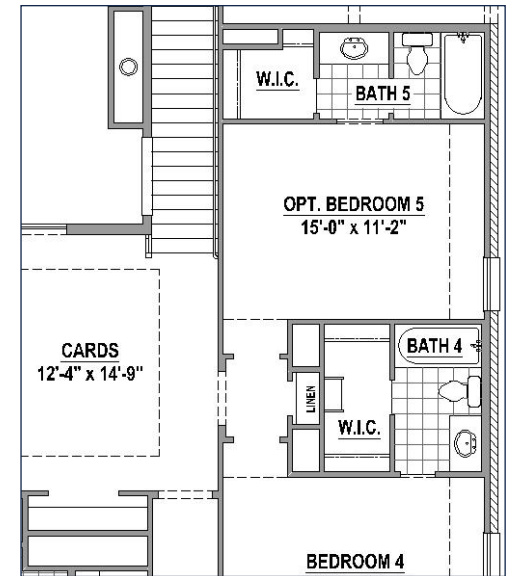 W.I.C.
BATH 5
OPT. BEDROOM 5
15'-0" x 11'-2"
CARDS
12'-4" x 14'-9"
BATH 4
LINEN
W.I.C.
BEDROOM 4